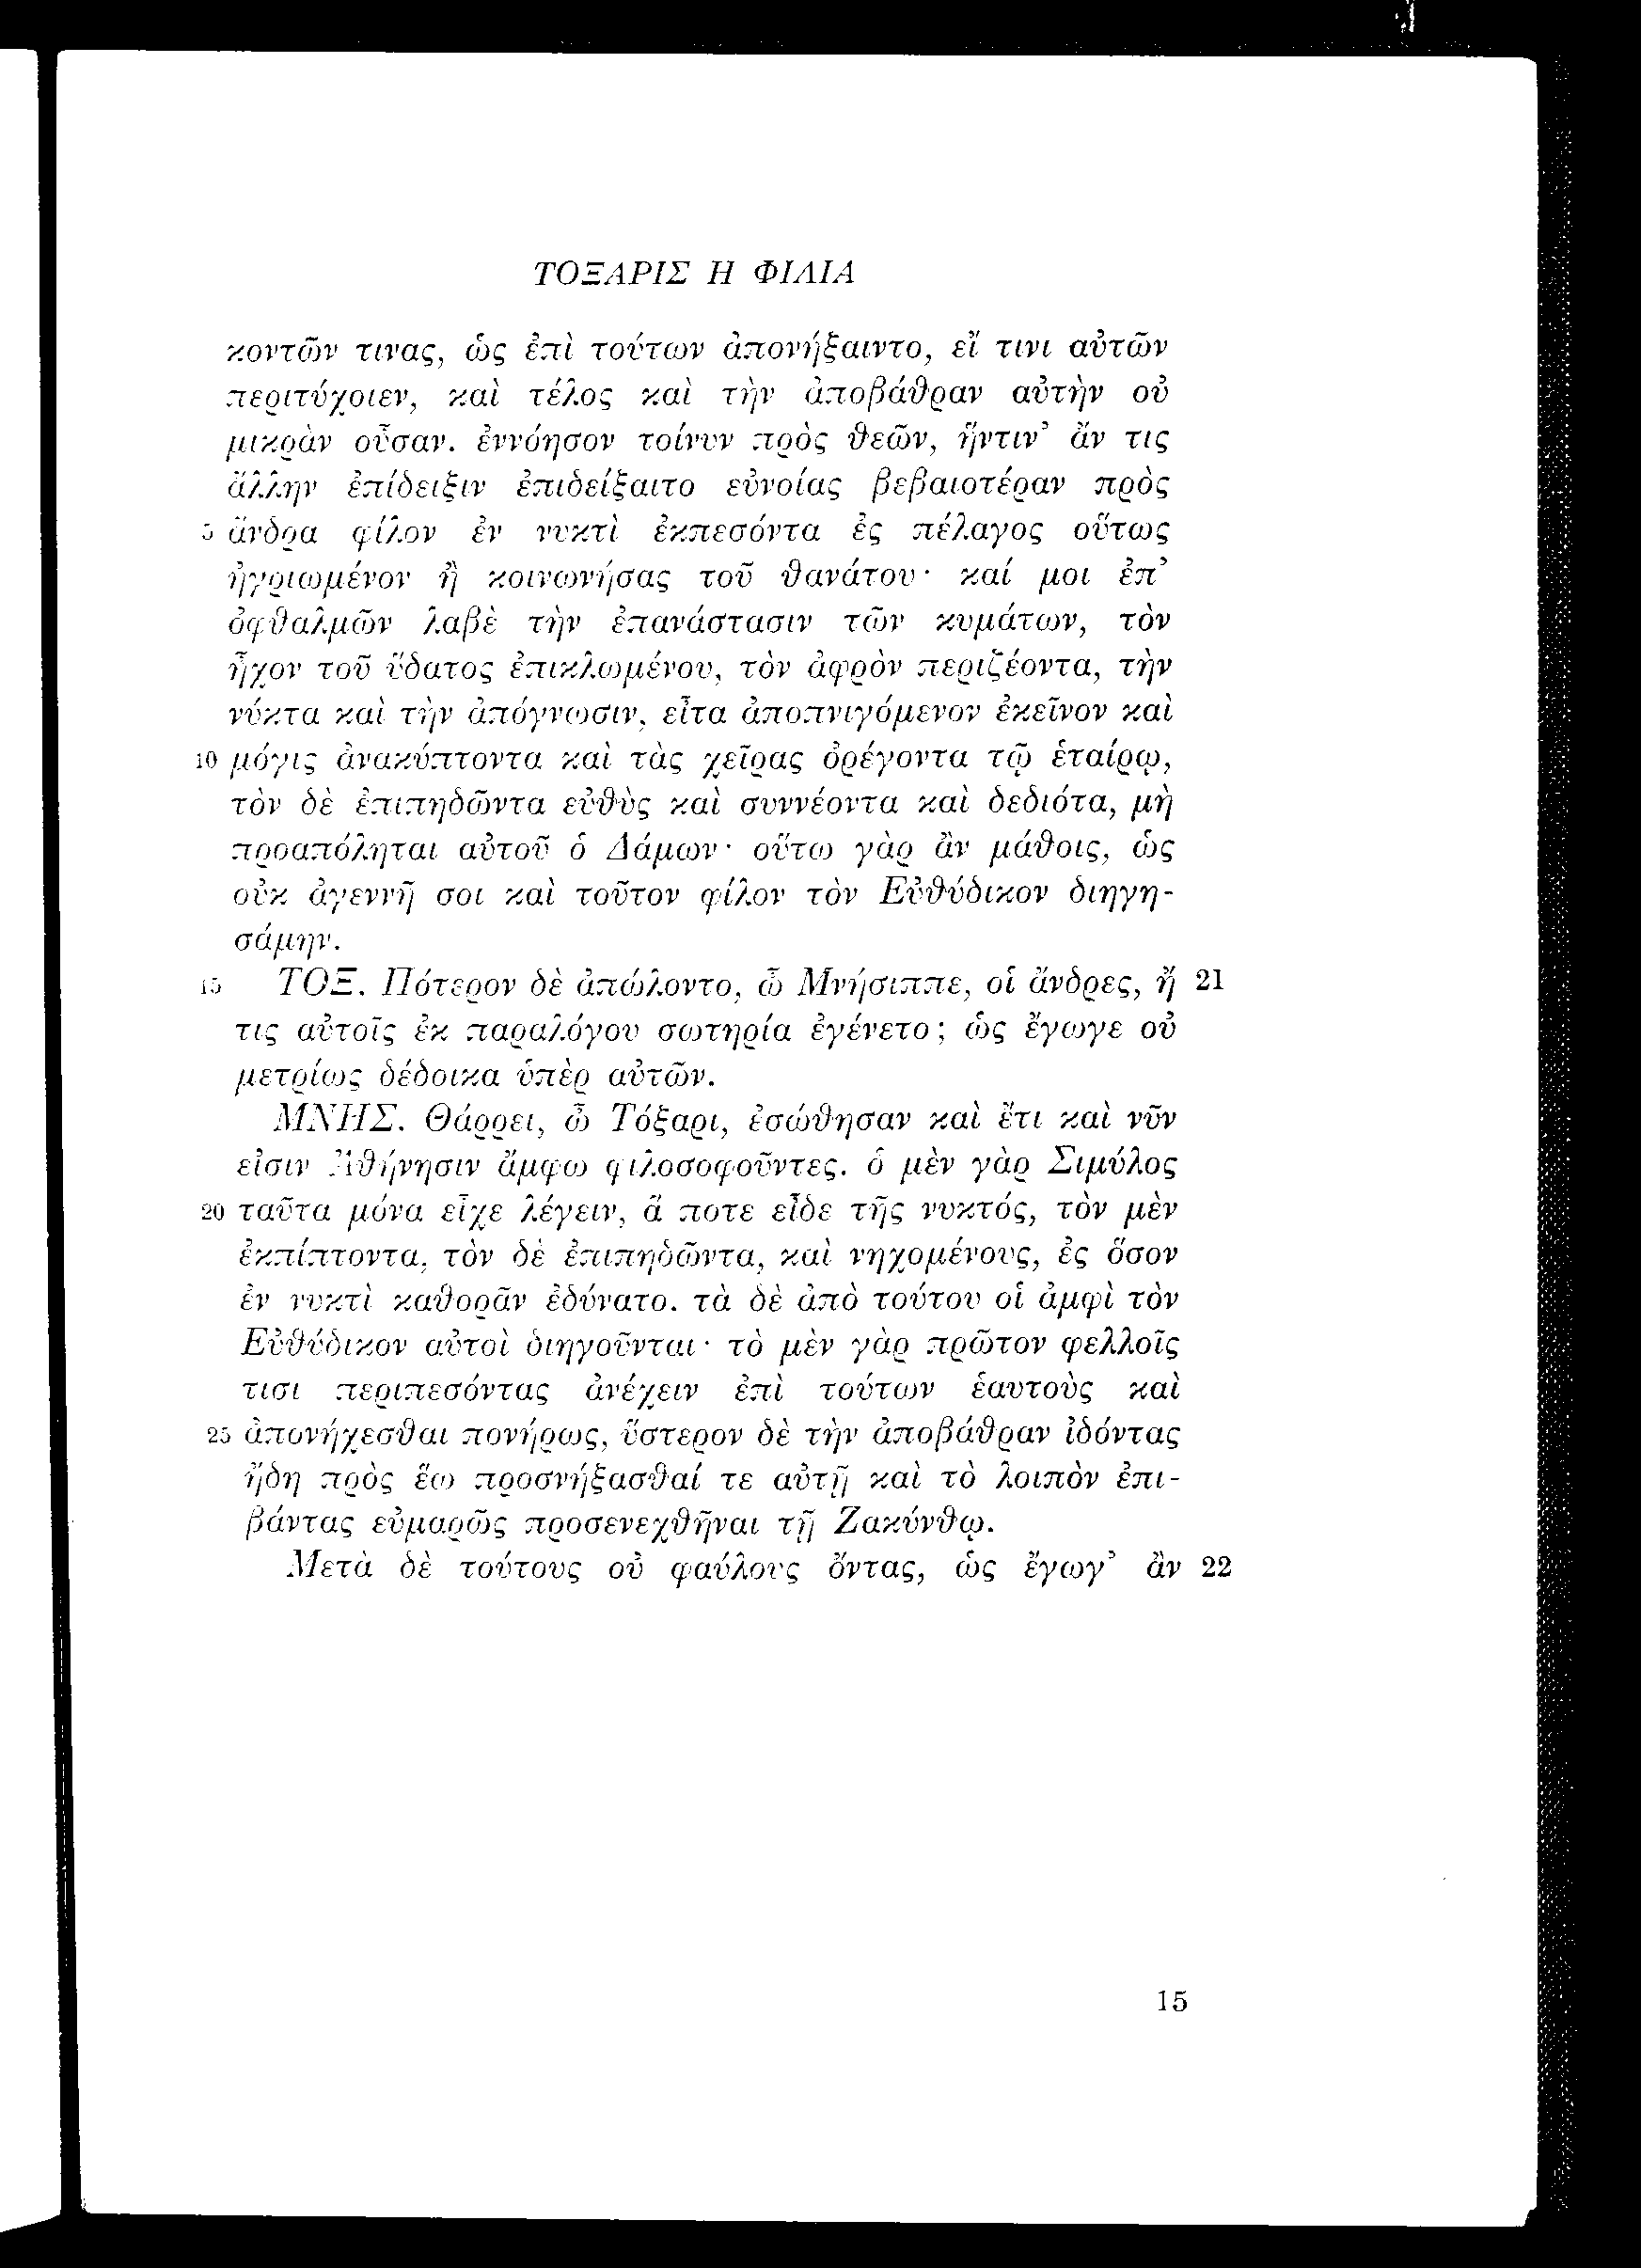 ΤΟΞΑΡΙΣ Η ΦΙΛΙΑ
κοντῶν τινας, ὡς ἐπὶ τούτων ἀπονήξαιντο, εἴ τινι αὐτῶν
περιτύχοιεν, καὶ τέλος καὶ τὴν ἀποβάθραν αὐτὴν οὐ
μικρὰν οὖσαν. ἐννόησον τοίνυν πρὸς θεῶν, ἥντιν’ ἄν τις
ἄλλην ἐπίδειξιν ἐπιδείξαιτο εὐνοίας βεβαιοτέραν πρὸς
5 ἄνδρα φίλον ἐν νυκτὶ ἐκπεσόντα ἐς πέλαγος οὕτως
ἠγριωμένον ἢ κοινωνήσας τοῦ θανάτου· καί μοι ἐπ’
ὀφθαλμῶν λαβὲ τὴν ἐπανάστασιν τῶν κυμάτων, τὸν
ἦχον τοῦ ὕδατος ἐπικλωμένου, τὸν ἀφρὸν περιζέοντα, τὴν
νύκτα καὶ τὴν ἀπόγνωσιν, εἶτα ἀποπνιγόμενον ἐκεῖνον καὶ
10 μόγις ἀνακύπτοντα καὶ τὰς χεῖρας ὀρέγοντα τῷ ἑταίρῳ,
τὸν δὲ ἐπιπηδῶντα εὐθὺς καὶ συννέοντα καὶ δεδιότα, μὴ
προαπόληται αὐτοῦ ὁ Δάμων· οὕτω γὰρ ἂν μάθοις, ὡς
οὐκ ἀγεννῆ σοι καὶ τοῦτον φίλον τὸν Εὐθύδικον διηγη-
σάμην.
15 ΤΟΞ. Πότερον δὲ ἀπώλοντο, ὦ Μνήσιππε, οἱ ἄνδρες, ἤ 21
τις αὐτοῖς ἐκ παραλόγου σωτηρία ἐγένετο; ὡς ἔγωγε οὐ
μετρίως δέδοικα ὑπὲρ αὐτῶν.
ΜΝΗΣ. Θάρρει, ὦ Τόξαρι, ἐσώθησαν καὶ ἔτι καὶ νῦν
εἰσιν Ἀθήνησιν ἄμφω φιλοσοφοῦντες. ὁ μὲν γὰρ Σιμύλος
20 ταῦτα μόνα εἶχε λέγειν, ἅ ποτε εἶδε τῆς νυκτός, τὸν μὲν
ἐκπίπτοντα, τὸν δὲ ἐπιπηδῶντα, καὶ νηχομένους, ἐς ὅσον
ἐν νυκτὶ καθορᾶν ἐδύνατο. τὰ δὲ ἀπὸ τούτου οἱ ἀμφὶ τὸν
Εὐθύδικον αὐτοὶ διηγοῦνται· τὸ μὲν γὰρ πρῶτον φελλοῖς
τισι περιπεσόντας ἀνέχειν ἐπὶ τούτων ἑαυτοὺς καὶ
25 ἀπονήχεσθαι πονήρως, ὕστερον δὲ τὴν ἀποβάθραν ἰδόντας
ἤδη πρὸς ἕω προσνήξασθαί τε αὐτῇ καὶ τὸ λοιπὸν ἐπι-
βάντας εὐμαρῶς προσενεχθῆναι τῇ Ζακύνθῳ.
Μετὰ δὲ τούτους οὐ φαύλους ὄντας, ὡς ἔγωγ’ ἂν 22
15